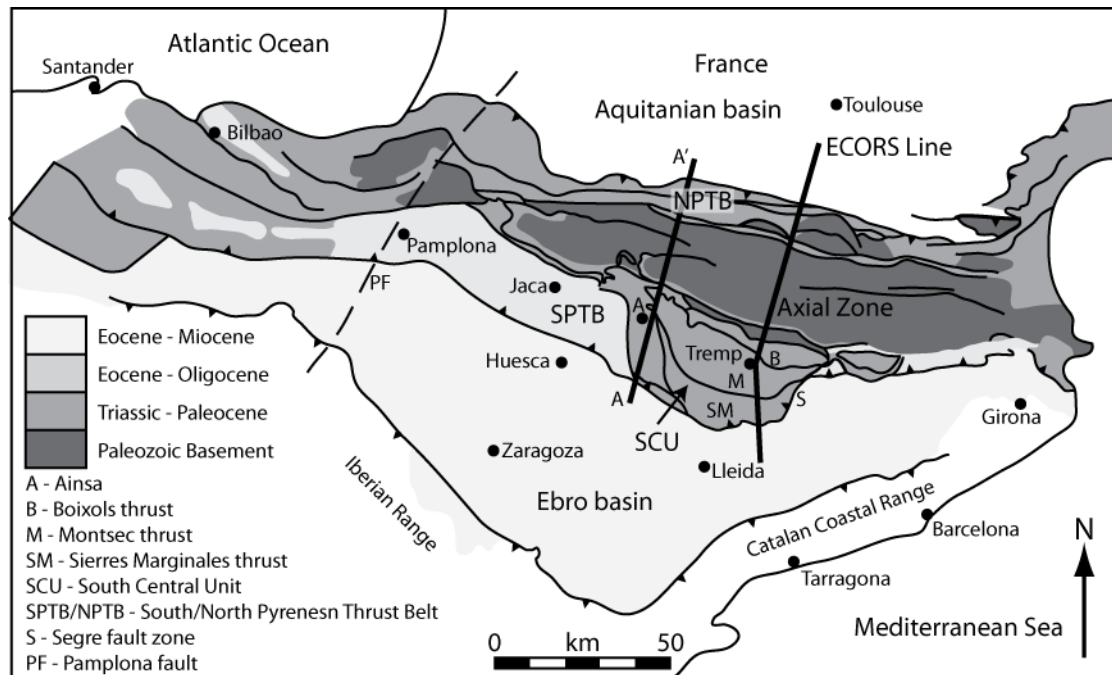 Atlantic Ocean
France
Santander
Aquitanian basin
Toulouse
Bilbao
ECORS Line
A'
NPTB
Pamplona
PF
Jaca
SPTB
A
Axial Zone
Tremp
B
Huesca
M
A
SM
S
SCU
Girona
Zaragoza
Lleida
Iberian Range
Ebro basin
Catalan Coastal Range
Barcelona
Tarragona
Mediterranean Sea
N
0 km 50
Eocene - Miocene
Eocene - Oligocene
Triassic - Paleocene
Paleozoic Basement
A - Ainsa
B - Boixols thrust
M - Montsec thrust
SM - Sierres Marginales thrust
SCU - South Central Unit
SPTB/NPTB - South/North Pyrenesn Thrust Belt
S - Segre fault zone
PF - Pamplona fault